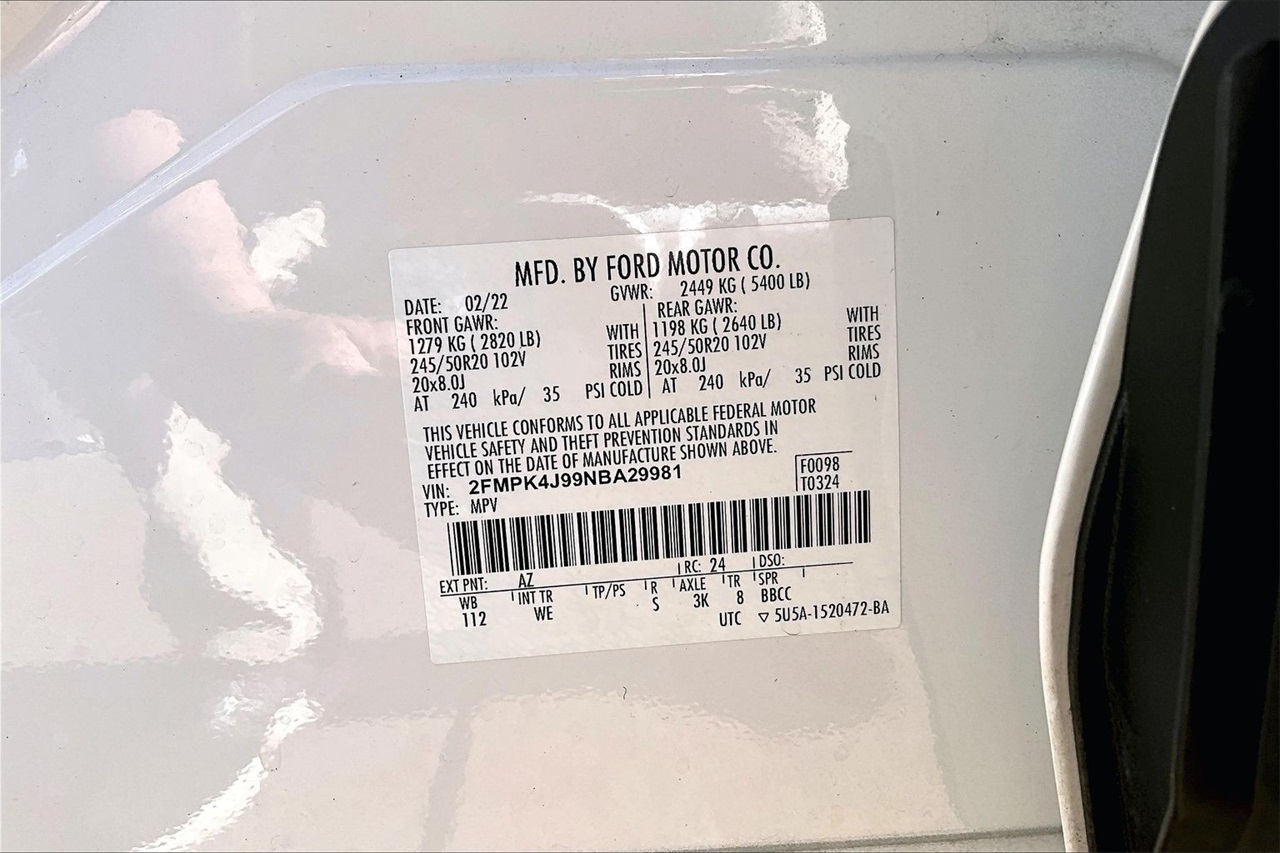 MFD. BY FORD MOTOR CO.
DATE: 02/22 GVWR: 2449 KG ( 5400 LB)
FRONT GAWR: REAR GAWR:
1279 KG ( 2820 LB) WITH 1198 KG ( 2640 LB) WITH
245/50R20 102V TIRES 245/50R20 102V TIRES
20x8.0J RIMS 20x8.0J RIMS
AT 240 kPa/ 35 PSI COLD AT 240 kPa/ 35 PSI COLD
THIS VEHICLE CONFORMS TO ALL APPLICABLE FEDERAL MOTOR
VEHICLE SAFETY AND THEFT PREVENTION STANDARDS IN
EFFECT ON THE DATE OF MANUFACTURE SHOWN ABOVE.
VIN: 2FMPK4J99NBA29981 F0098
TYPE: MPV T0324
EXT PNT: AZ RC: 24 DSO:
WB INT TR TP/PS R AXLE TR SPR
112 WE S 3K 8 BBCC
UTC ▽ 5U5A-1520472-BA